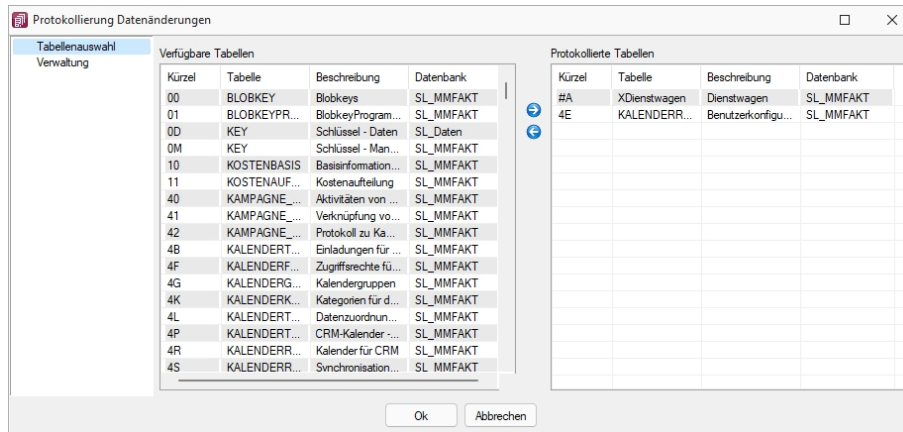 Protokollierung Datenänderungen
Tabellenauswahl
Verwaltung
Verfügbare Tabellen
Kürzel Tabelle Beschreibung Datenbank
00 BLOBKEY Blobkeys SL_MMFAKT
01 BLOBKEYPR... BlobkeyProgram... SL_MMFAKT
0D KEY Schlüssel - Daten SL_Daten
0M KEY Schlüssel - Man... SL_MMFAKT
10 KOSTENBASIS Basisinformation... SL_MMFAKT
11 KOSTENAUF... Kostenaufteilung SL_MMFAKT
40 KAMPAGNE_... Aktivitäten von ... SL_MMFAKT
41 KAMPAGNE_... Verknüpfung vo... SL_MMFAKT
42 KAMPAGNE_... Protokoll zu Ka... SL_MMFAKT
4B KALENDERT... Einladungen für ... SL_MMFAKT
4F KALENDERF... Zugriffsrechte fü... SL_MMFAKT
4G KALENDERG... Kalendergruppen SL_MMFAKT
4K KALENDERK... Kategorien für d... SL_MMFAKT
4L KALENDERT... Datenzuordnun... SL_MMFAKT
4P KALENDERT... CRM-Kalender -... SL_MMFAKT
4R KALENDERR... Kalender für CRM SL_MMFAKT
4S KALENDERR... Synchronisation... SL_MMFAKT
Protokollierte Tabellen
Kürzel Tabelle Beschreibung Datenbank
#A XDienstwagen Dienstwagen SL_MMFAKT
4E KALENDERR... Benutzerkonfigu... SL_MMFAKT
Ok Abbrechen